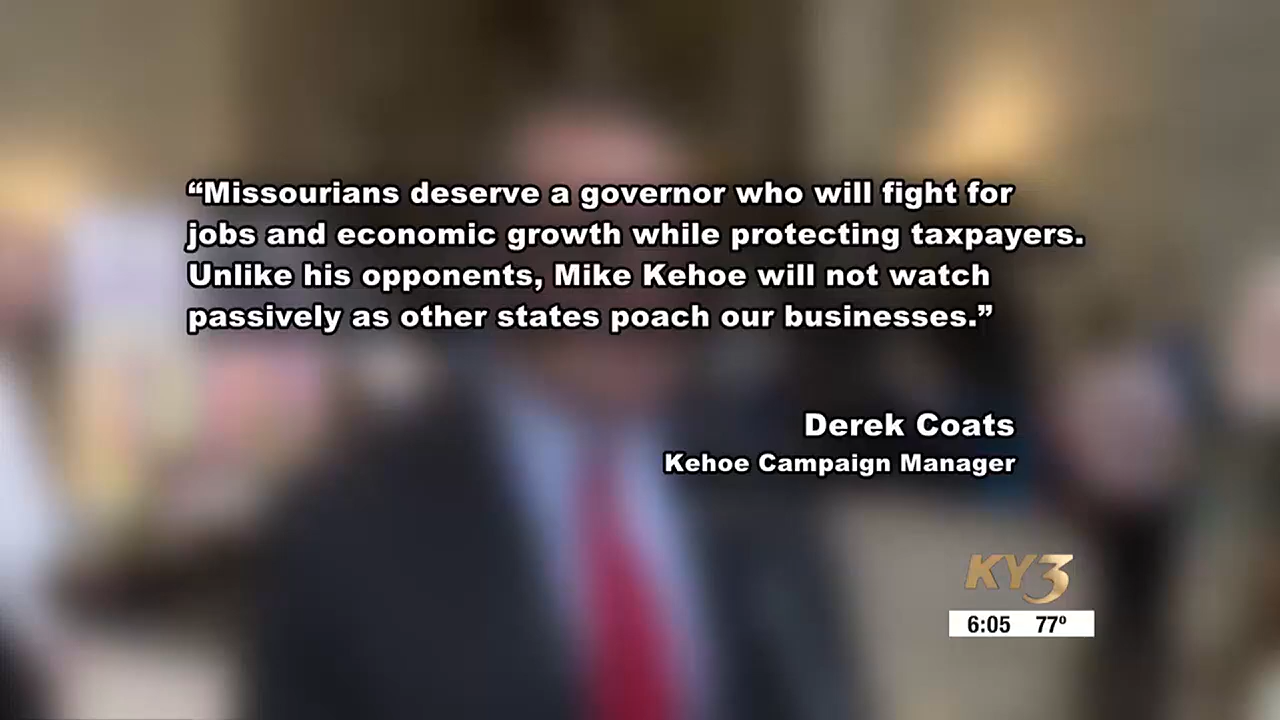 “Missourians deserve a governor who will fight for
jobs and economic growth while protecting taxpayers.
Unlike his opponents, Mike Kehoe will not watch
passively as other states poach our businesses.”
Derek Coats
Kehoe Campaign Manager
KY3
6:05 77º